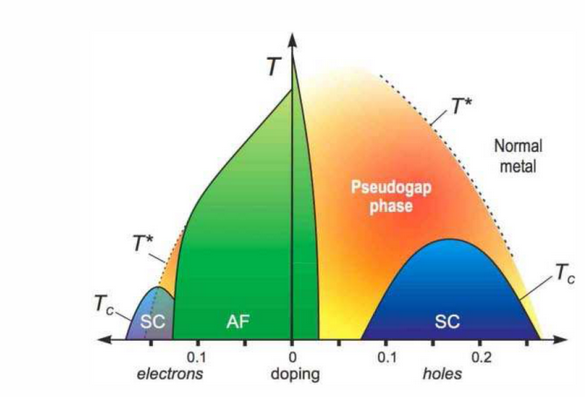 T
T*
Normal
metal
Pseudogap
phase
T*
Tc
Tc
SC
AF
SC
0.1
0
0.1
0.2
electrons
doping
holes